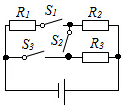 R₁ S₁ R₂
S₂
S₃ R₃